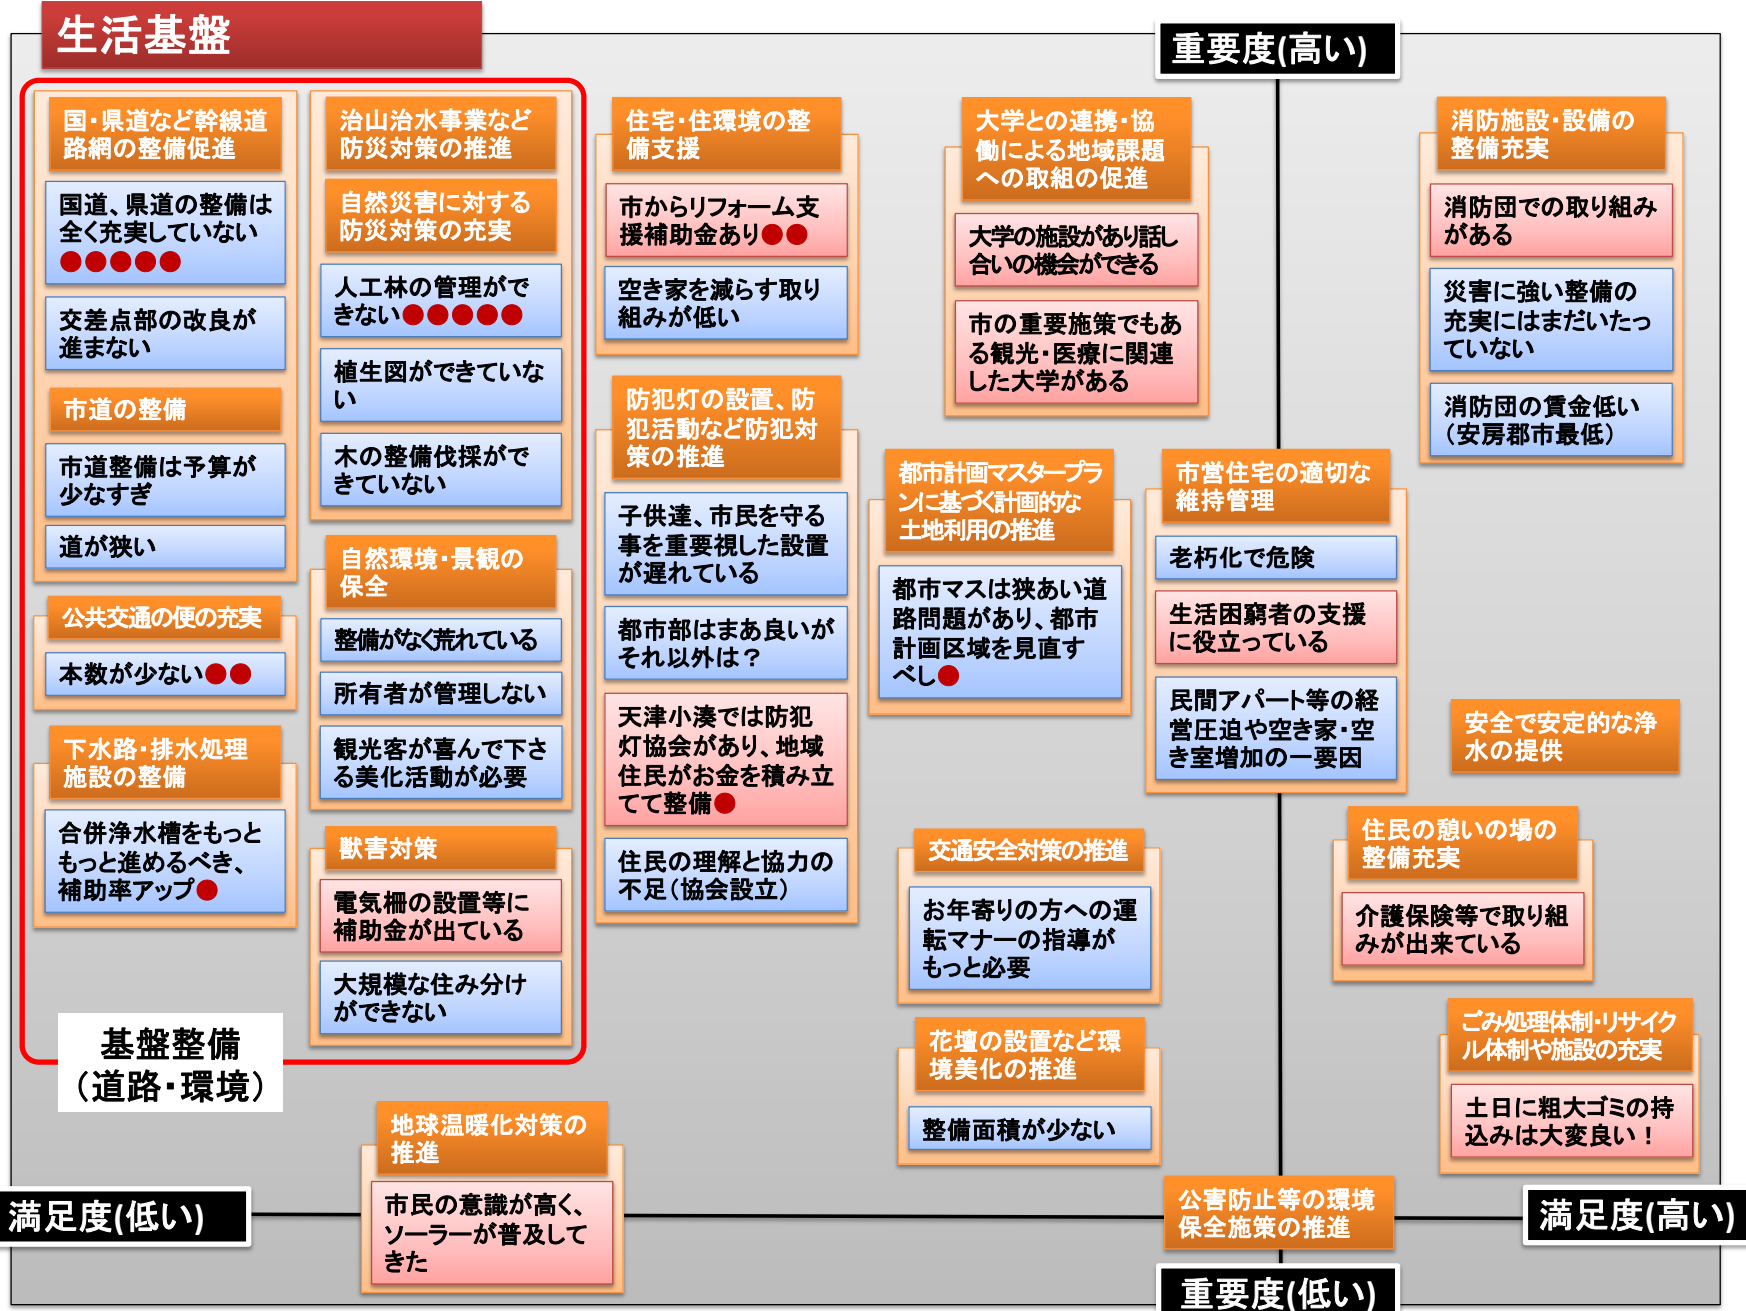 生活基盤
重要度(高い)
国・県道など幹線道
路網の整備促進
国道、県道の整備は
全く充実していない
●●●●●
交差点部の改良が
進まない
市道の整備
市道整備は予算が
少なすぎ
道が狭い
公共交通の便の充実
本数が少ない●●
下水路・排水処理
施設の整備
合併浄水槽をもっと
もっと進めるべき、
補助率アップ●
治山治水事業など
防災対策の推進
自然災害に対する
防災対策の充実
人工林の管理がで
きない●●●●●
植生図ができていな
い
木の整備伐採がで
きていない
自然環境・景観の
保全
整備がなく荒れている
所有者が管理しない
観光客が喜んで下さ
る美化活動が必要
獣害対策
電気柵の設置等に
補助金が出ている
大規模な住み分け
ができない
基盤整備
（道路・環境）
住宅・住環境の整
備支援
市からリフォーム支
援補助金あり●●
空き家を減らす取り
組みが低い
防犯灯の設置、防
犯活動など防犯対
策の推進
子供達、市民を守る
事を重要視した設置
が遅れている
都市部はまあ良いが
それ以外は？
天津小湊では防犯
灯協会があり、地域
住民がお金を積み立
てて整備●
住民の理解と協力の
不足（協会設立）
大学との連携・協
働による地域課題
への取組の促進
大学の施設があり話し
合いの機会ができる
市の重要施策でもあ
る観光・医療に関連
した大学がある
都市計画マスタープラ
ンに基づく計画的な
土地利用の推進
都市マスは狭あい道
路問題があり、都市
計画区域を見直す
べし●
市営住宅の適切な
維持管理
老朽化で危険
生活困窮者の支援
に役立っている
民間アパート等の経
営圧迫や空き家・空
き室増加の一要因
消防施設・設備の
整備充実
消防団での取り組み
がある
災害に強い整備の
充実にはまだいたっ
ていない
消防団の賃金低い
（安房郡市最低）
安全で安定的な浄
水の提供
交通安全対策の推進
お年寄りの方への運
転マナーの指導が
もっと必要
住民の憩いの場の
整備充実
介護保険等で取り組
みが出来ている
花壇の設置など環
境美化の推進
整備面積が少ない
ごみ処理体制・リサイク
ル体制や施設の充実
土日に粗大ゴミの持
込みは大変良い！
地球温暖化対策の
推進
市民の意識が高く、
ソーラーが普及して
きた
満足度(低い)
公害防止等の環境
保全施策の推進
満足度(高い)
重要度(低い)